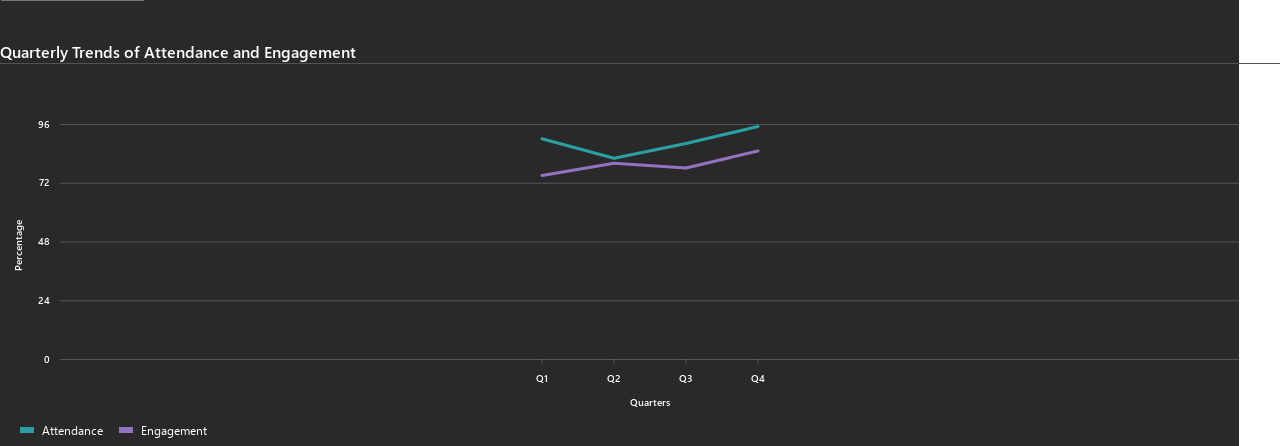 Quarterly Trends of Attendance and Engagement
96
72
48
24
0
Percentage
Q1 Q2 Q3 Q4
Quarters
Attendance Engagement